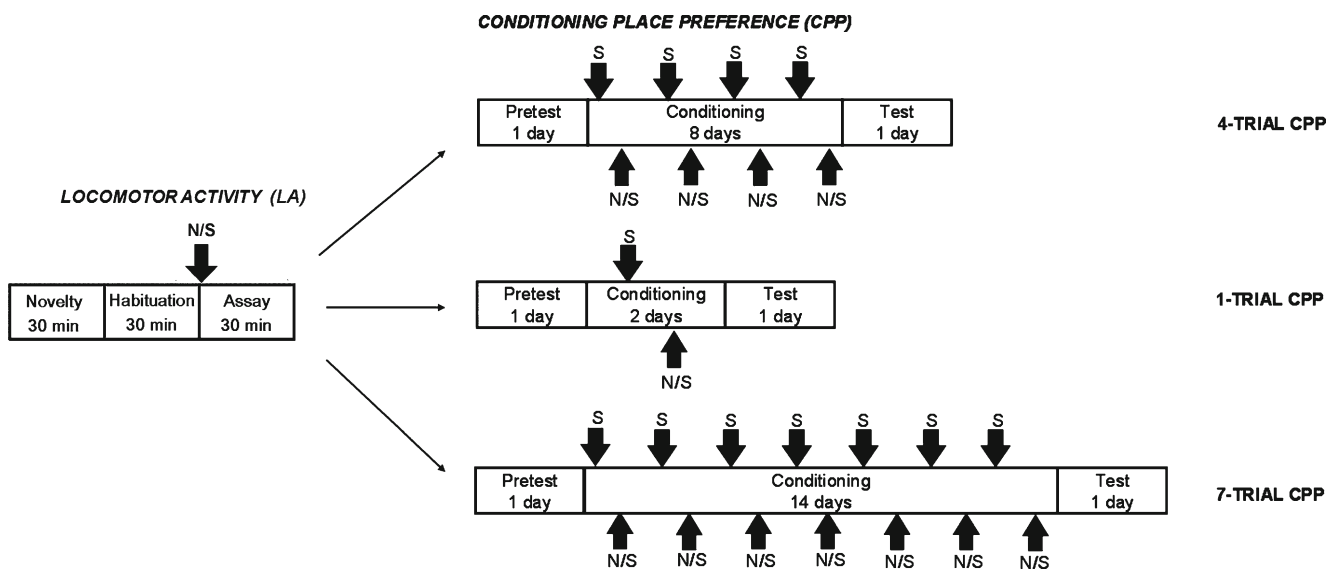 CONDITIONING PLACE PREFERENCE (CPP)
S S S S
Pretest Conditioning Test
1 day 8 days 1 day
4-TRIAL CPP
N/S N/S N/S N/S
LOCOMOTOR ACTIVITY (LA)
N/S
Novelty Habituation Assay
30 min 30 min 30 min
S
Pretest Conditioning Test
1 day 2 days 1 day
1-TRIAL CPP
N/S
S S S S S S S
Pretest Conditioning Test
1 day 14 days 1 day
7-TRIAL CPP
N/S N/S N/S N/S N/S N/S N/S